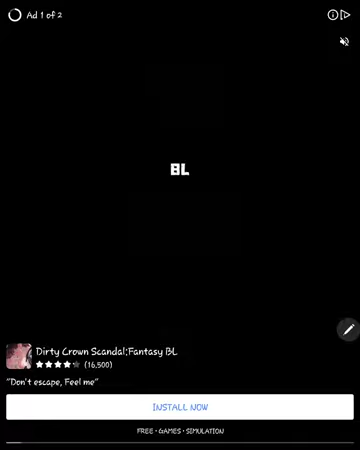 Ad 1 of 2
BL
Dirty Crown Scandal;Fantasy BL
(16,500)
"Don't escape, Feel me"
INSTALL NOW
FREE • GAMES • SIMULATION